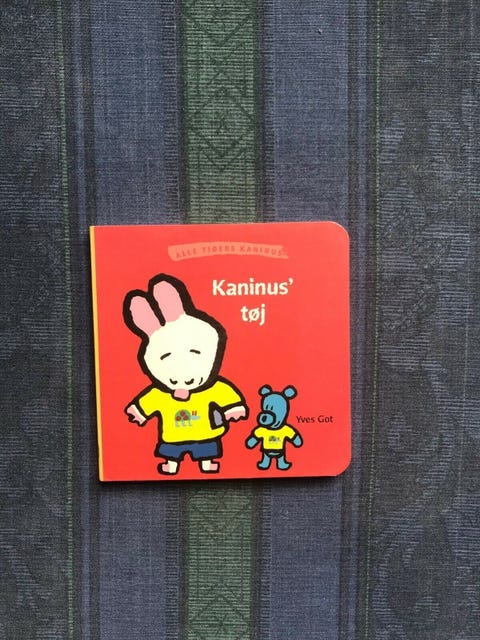 ALLE TIDERS KANINUS
Kaninus'
tøj
Yves Got